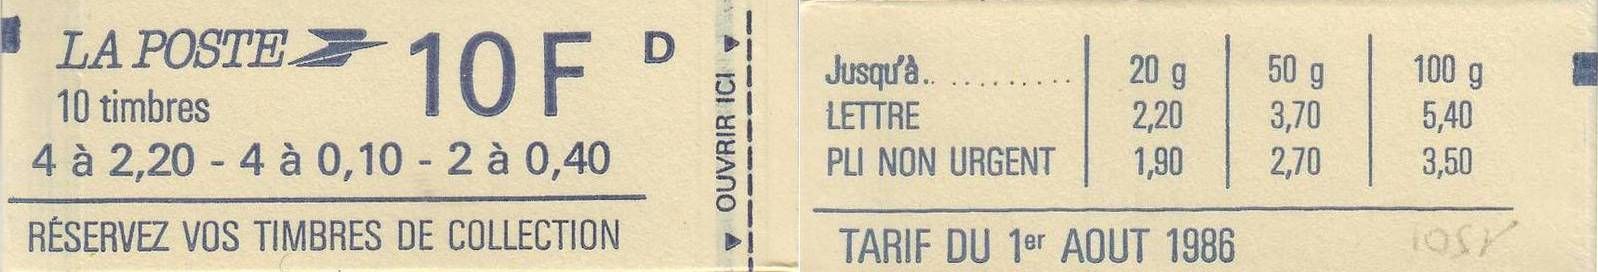 LA POSTE 10F D
10 timbres
4 à 2,20 - 4 à 0,10 - 2 à 0,40
RÉSERVEZ VOS TIMBRES DE COLLECTION
OUVRIR ICI
Jusqu'à.. .......... 20 g 50 g 100 g
LETTRE 2,20 3,70 5,40
PLI NON URGENT 1,90 2,70 3,50
TARIF DU 1er AOUT 1986